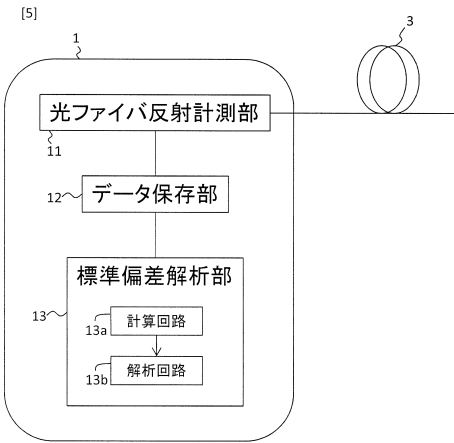 [5]
1
3
光ファイバ反射計測部
11
データ保存部
12
標準偏差解析部
13
計算回路
13a
解析回路
13b